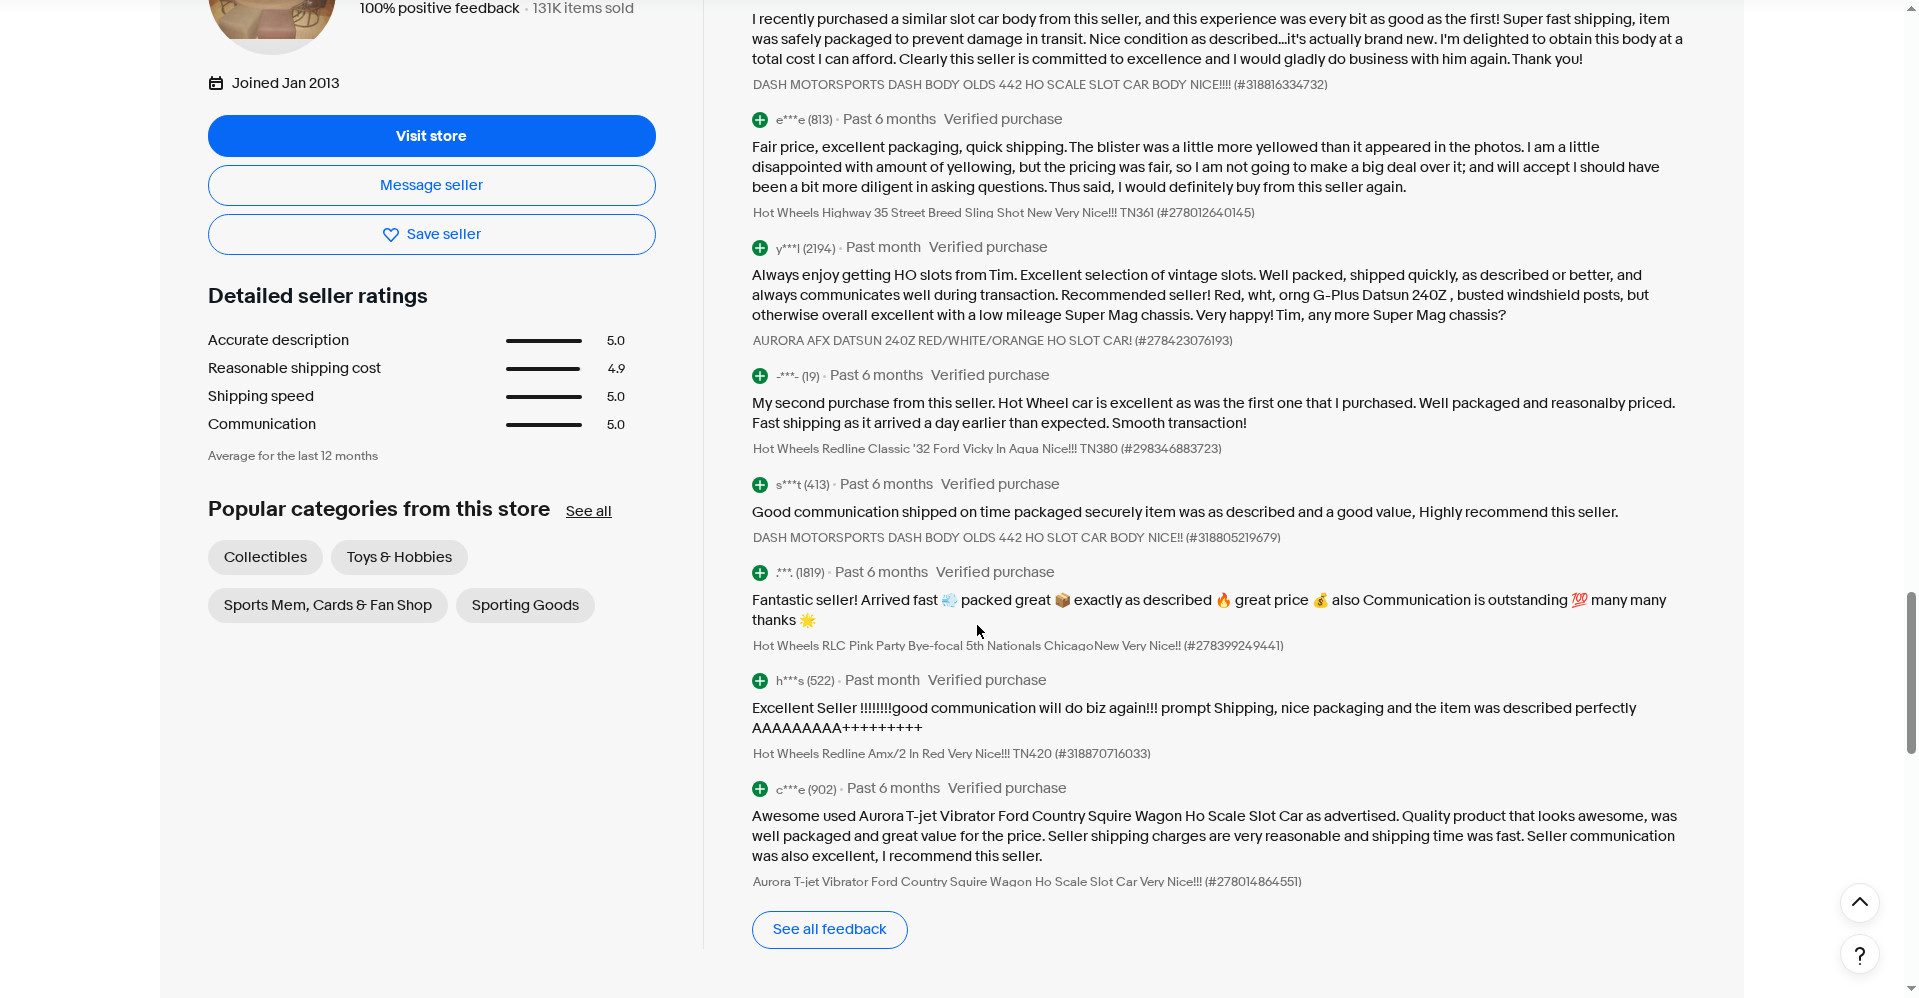 100% positive feedback · 131K items sold
Joined Jan 2013
Visit store
Message seller
Save seller
Detailed seller ratings
Accurate description 5.0
Reasonable shipping cost 4.9
Shipping speed 5.0
Communication 5.0
Average for the last 12 months
Popular categories from this store See all
Collectibles Toys & Hobbies
Sports Mem, Cards & Fan Shop Sporting Goods
I recently purchased a similar slot car body from this seller, and this experience was every bit as good as the first! Super fast shipping, item
was safely packaged to prevent damage in transit. Nice condition as described...it's actually brand new. I'm delighted to obtain this body at a
total cost I can afford. Clearly this seller is committed to excellence and I would gladly do business with him again. Thank you!
DASH MOTORSPORTS DASH BODY OLDS 442 HO SCALE SLOT CAR BODY NICE!!!! (#318816334732)
e***e (813) · Past 6 months Verified purchase
Fair price, excellent packaging, quick shipping. The blister was a little more yellowed than it appeared in the photos. I am a little
disappointed with amount of yellowing, but the pricing was fair, so I am not going to make a big deal over it; and will accept I should have
been a bit more diligent in asking questions. Thus said, I would definitely buy from this seller again.
Hot Wheels Highway 35 Street Breed Sling Shot New Very Nice!!! TN361 (#278012640145)
y***l (2194) · Past month Verified purchase
Always enjoy getting HO slots from Tim. Excellent selection of vintage slots. Well packed, shipped quickly, as described or better, and
always communicates well during transaction. Recommended seller! Red, wht, orng G-Plus Datsun 240Z , busted windshield posts, but
otherwise overall excellent with a low mileage Super Mag chassis. Very happy! Tim, any more Super Mag chassis?
AURORA AFX DATSUN 240Z RED/WHITE/ORANGE HO SLOT CAR! (#278423076193)
-***- (19) · Past 6 months Verified purchase
My second purchase from this seller. Hot Wheel car is excellent as was the first one that I purchased. Well packaged and reasonalby priced.
Fast shipping as it arrived a day earlier than expected. Smooth transaction!
Hot Wheels Redline Classic '32 Ford Vicky In Aqua Nice!!! TN380 (#298346883723)
s***t (413) · Past 6 months Verified purchase
Good communication shipped on time packaged securely item was as described and a good value, Highly recommend this seller.
DASH MOTORSPORTS DASH BODY OLDS 442 HO SLOT CAR BODY NICE!! (#318805219679)
.***. (1819) · Past 6 months Verified purchase
Fantastic seller! Arrived fast 💨 packed great 📦 exactly as described 🔥 great price 💰 also Communication is outstanding 💯 many many
thanks 🌟
Hot Wheels RLC Pink Party Bye-focal 5th Nationals ChicagoNew Very Nice!! (#278399249441)
h***s (522) · Past month Verified purchase
Excellent Seller !!!!!!!!good communication will do biz again!!! prompt Shipping, nice packaging and the item was described perfectly
AAAAAAAAA+++++++++
Hot Wheels Redline Amx/2 In Red Very Nice!!! TN420 (#318870716033)
c***e (902) · Past 6 months Verified purchase
Awesome used Aurora T-jet Vibrator Ford Country Squire Wagon Ho Scale Slot Car as advertised. Quality product that looks awesome, was
well packaged and great value for the price. Seller shipping charges are very reasonable and shipping time was fast. Seller communication
was also excellent, I recommend this seller.
Aurora T-jet Vibrator Ford Country Squire Wagon Ho Scale Slot Car Very Nice!!! (#278014864551)
See all feedback
?